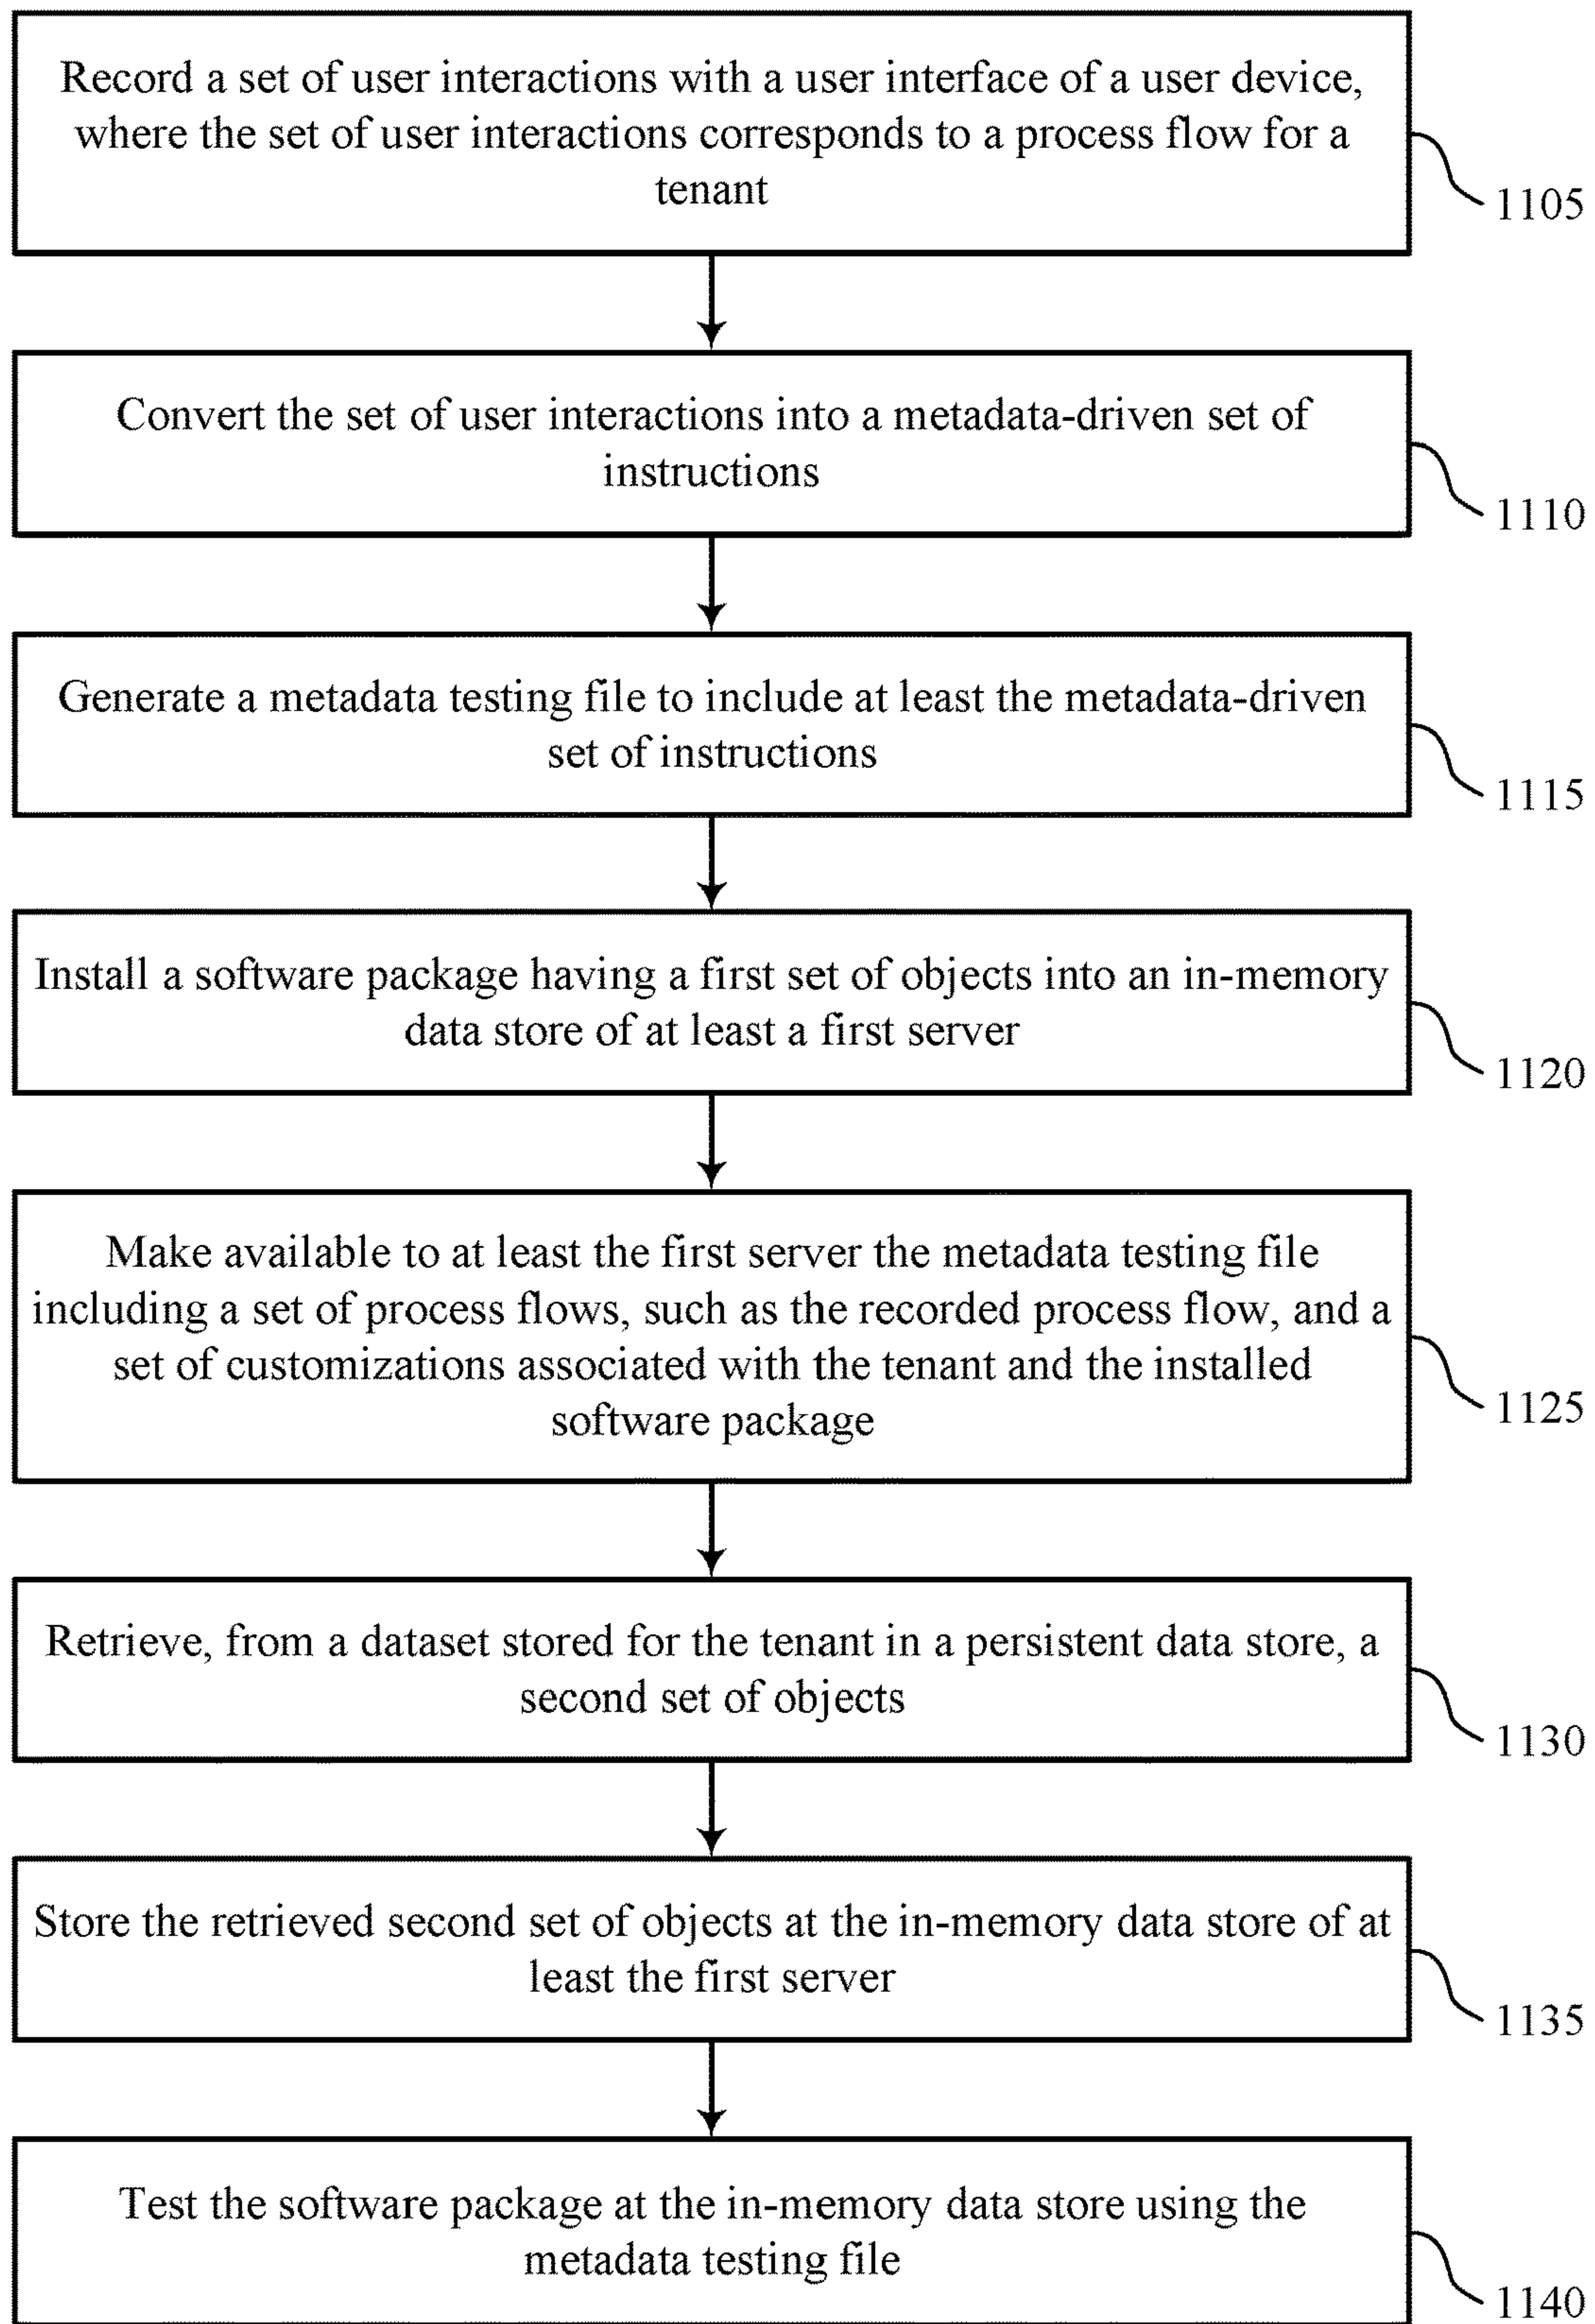 Record a set of user interactions with a user interface of a user device,
where the set of user interactions corresponds to a process flow for a
tenant
1105
Convert the set of user interactions into a metadata-driven set of
instructions
1110
Generate a metadata testing file to include at least the metadata-driven
set of instructions
1115
Install a software package having a first set of objects into an in-memory
data store of at least a first server
1120
Make available to at least the first server the metadata testing file
including a set of process flows, such as the recorded process flow, and a
set of customizations associated with the tenant and the installed
software package
1125
Retrieve, from a dataset stored for the tenant in a persistent data store, a
second set of objects
1130
Store the retrieved second set of objects at the in-memory data store of at
least the first server
1135
Test the software package at the in-memory data store using the
metadata testing file
1140